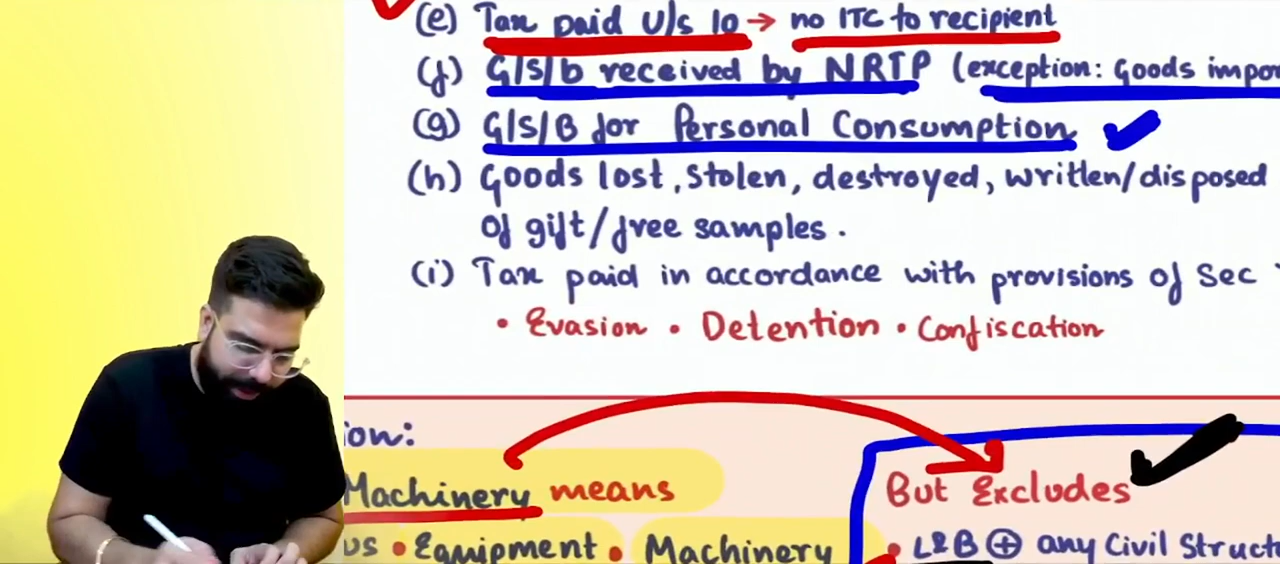 (e) Tax paid U/s 10 → no ITC to recipient
(f) G/S/b received by NRTP (exception: Goods impor
(g) G/S/B for Personal Consumption
(h) Goods lost, Stolen, destroyed, written/disposed
of gift/free samples.
(i) Tax paid in accordance with provisions of Sec
• Evasion • Detention • Confiscation
ion:
Machinery means
But Excludes
us • Equipment • Machinery
• L&B ⊕ any Civil Struct